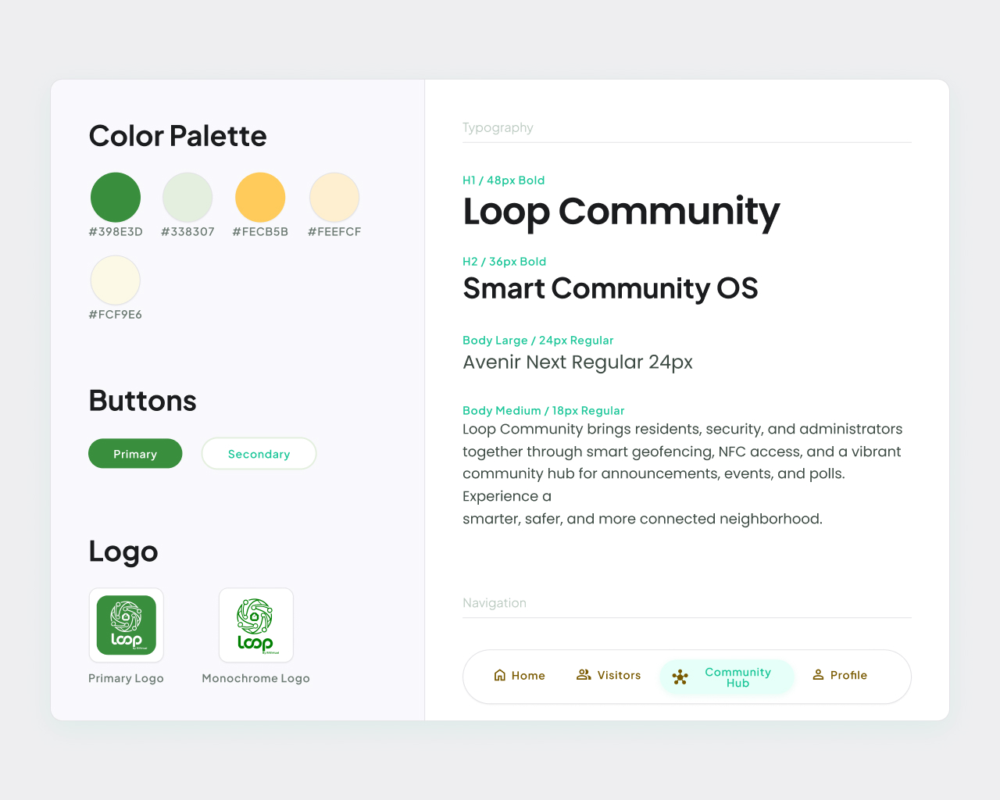 Color Palette
#398E3D
#338307
#FECB5B
#FEEFCF
#FCF9E6
Buttons
Primary
Secondary
Logo
Loop
Loop
Primary Logo
Monochrome Logo
Typography
H1 / 48px Bold
Loop Community
H2 / 36px Bold
Smart Community OS
Body Large / 24px Regular
Avenir Next Regular 24px
Body Medium / 18px Regular
Loop Community brings residents, security, and administrators
together through smart geofencing, NFC access, and a vibrant
community hub for announcements, events, and polls.
Experience a
smarter, safer, and more connected neighborhood.
Navigation
Home
Visitors
Community
Hub
Profile